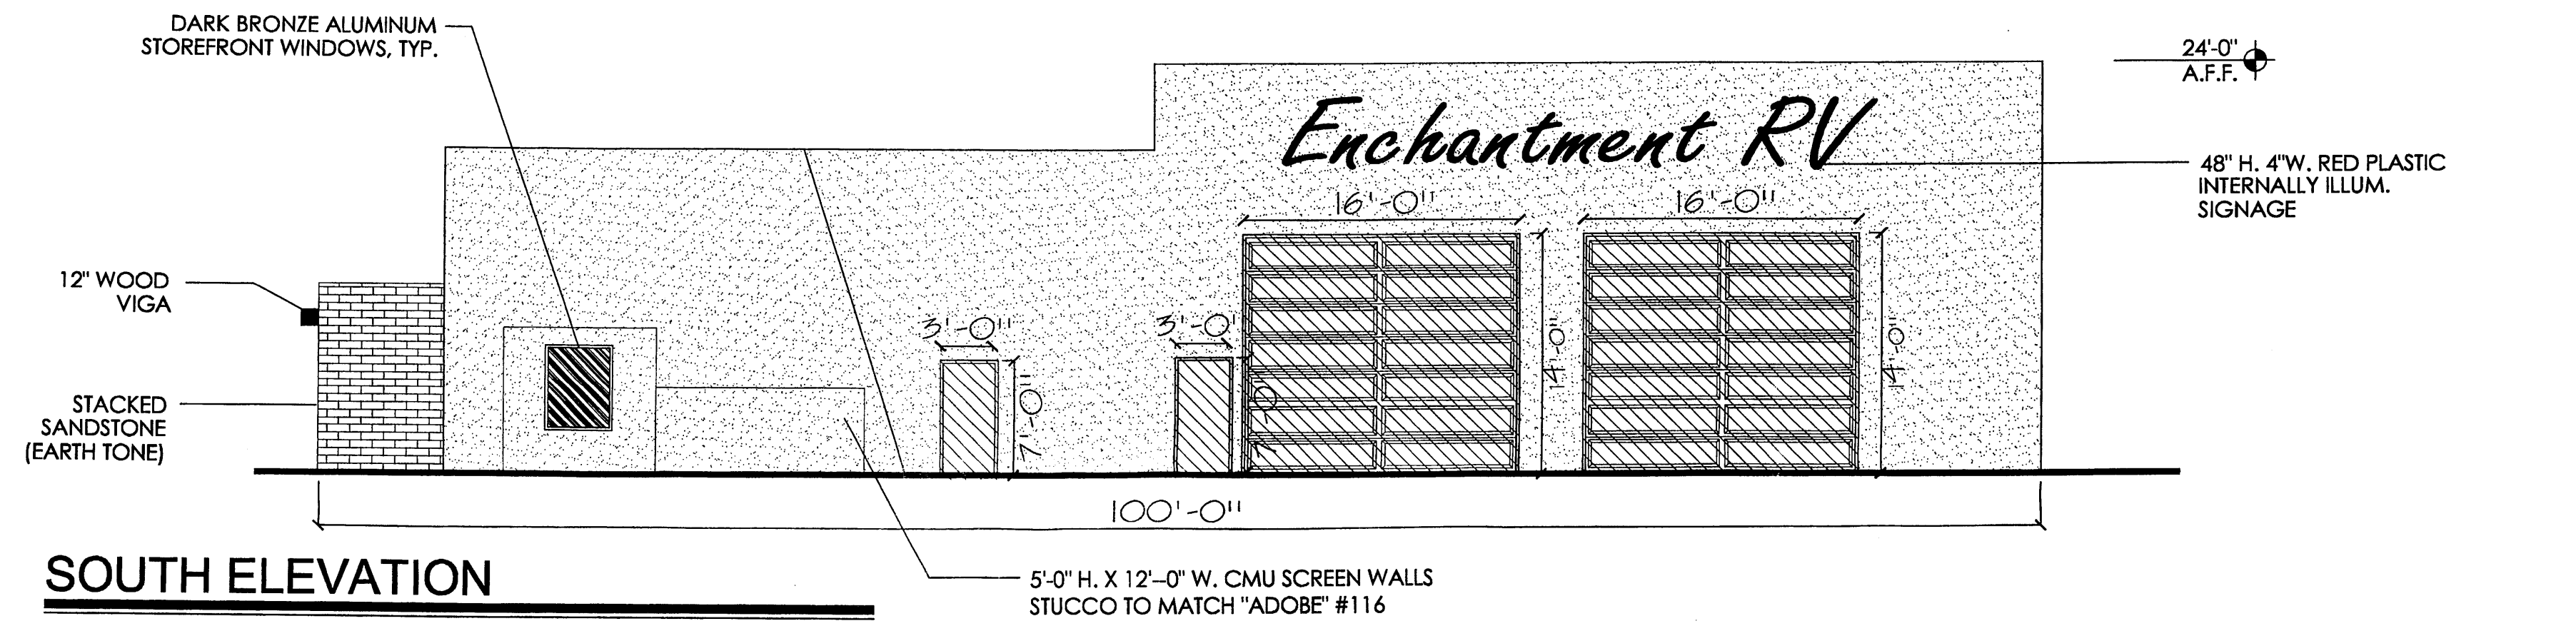 DARK BRONZE ALUMINUM
STOREFRONT WINDOWS, TYP.
24'-0"
A.F.F.
Enchantment RV
48" H. 4"W. RED PLASTIC
INTERNALLY ILLUM.
SIGNAGE
16'-0"
16'-0"
12" WOOD
VIGA
3'-0"
3'-0"
14'-0"
14'-0"
7'-0"
7'-0"
STACKED
SANDSTONE
(EARTH TONE)
100'-0"
SOUTH ELEVATION
5'-0" H. X 12'-0" W. CMU SCREEN WALLS
STUCCO TO MATCH "ADOBE" #116